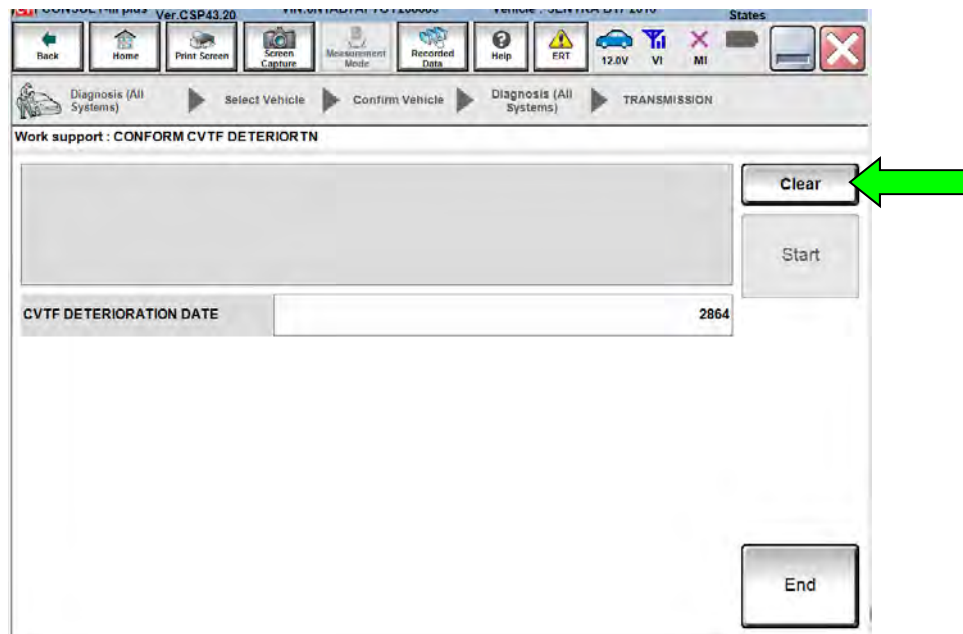 Ver.CSP43.20
States
Back
Home
Print Screen
Screen Capture
Measurement Mode
Recorded Data
Help
ERT
12.0V
VI
MI
Diagnosis (All Systems)
Select Vehicle
Confirm Vehicle
Diagnosis (All Systems)
TRANSMISSION
Work support : CONFORM CVTF DETERIORTN
Clear
Start
CVTF DETERIORATION DATE
2864
End